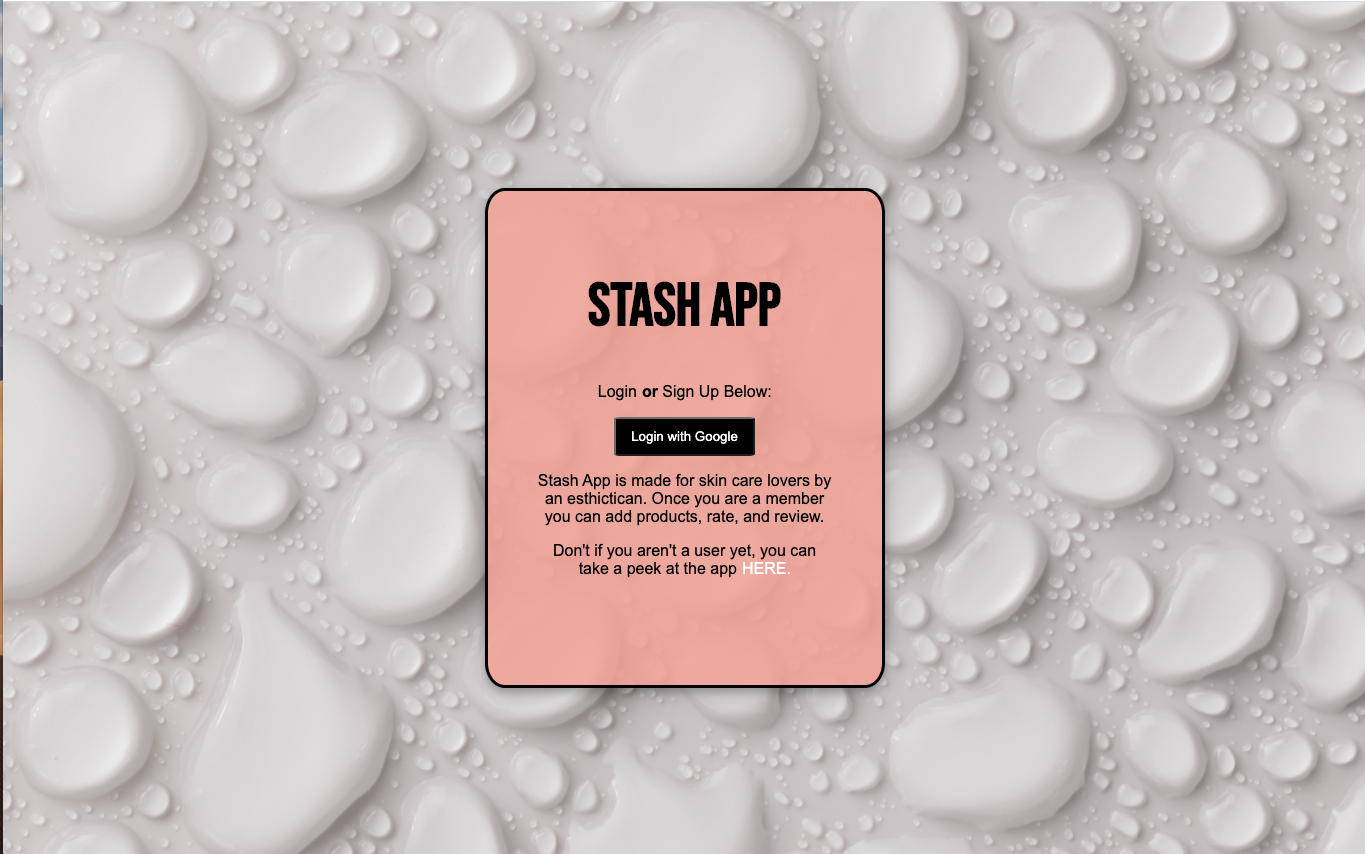 STASH APP
Login or Sign Up Below:
Login with Google
Stash App is made for skin care lovers by
an esthictican. Once you are a member
you can add products, rate, and review.
Don't if you aren't a user yet, you can
take a peek at the app HERE.